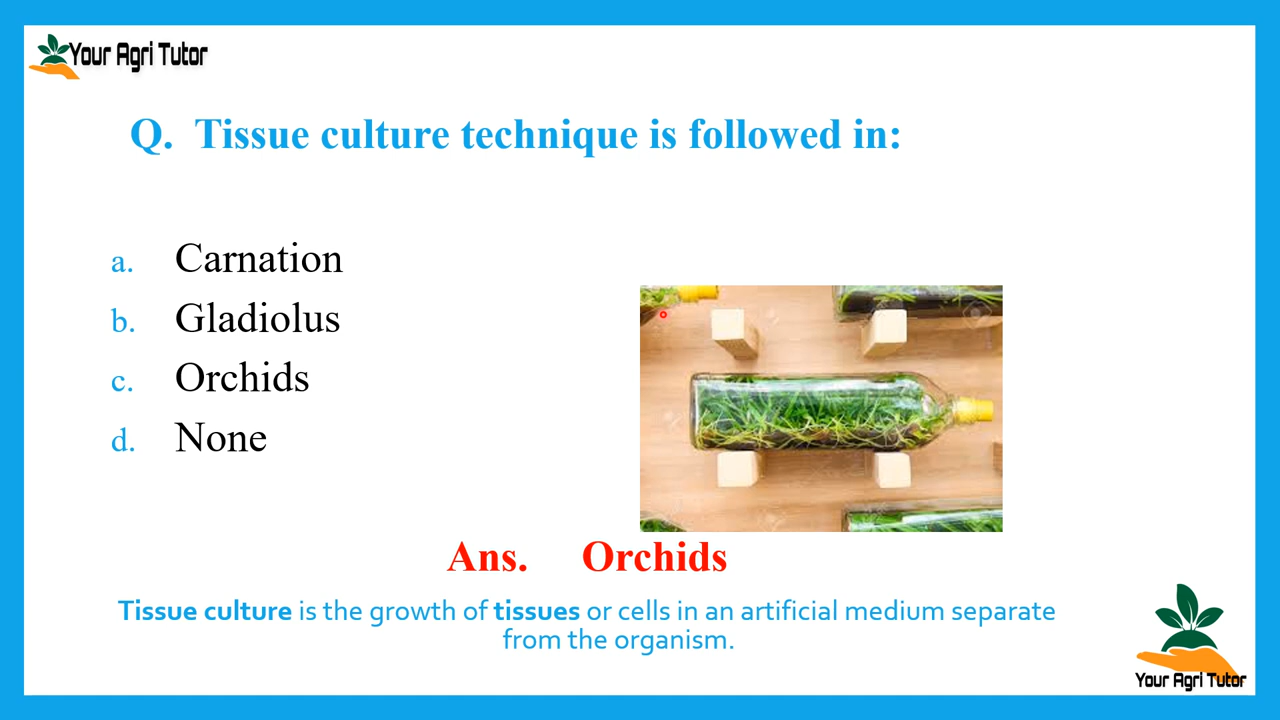 Your Agri Tutor
Q. Tissue culture technique is followed in:
a. Carnation
b. Gladiolus
c. Orchids
d. None
Ans. Orchids
Tissue culture is the growth of tissues or cells in an artificial medium separate
from the organism.
Your Agri Tutor